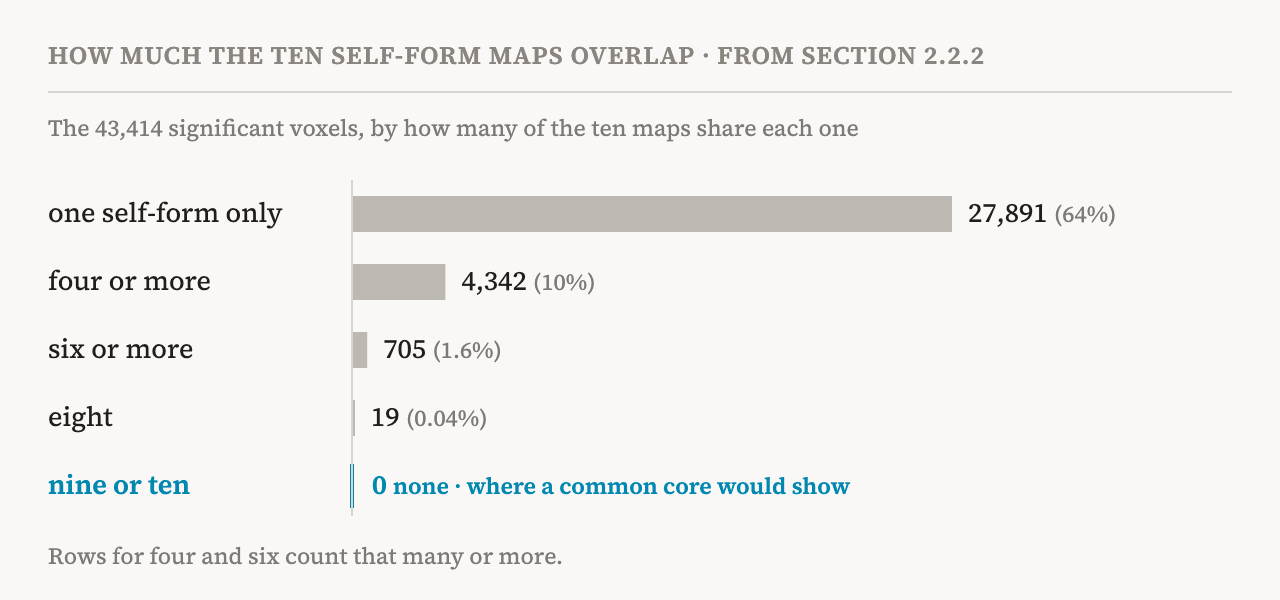 HOW MUCH THE TEN SELF-FORM MAPS OVERLAP · FROM SECTION 2.2.2
The 43,414 significant voxels, by how many of the ten maps share each one
one self-form only 27,891 (64%)
four or more 4,342 (10%)
six or more 705 (1.6%)
eight 19 (0.04%)
nine or ten 0 none · where a common core would show
Rows for four and six count that many or more.